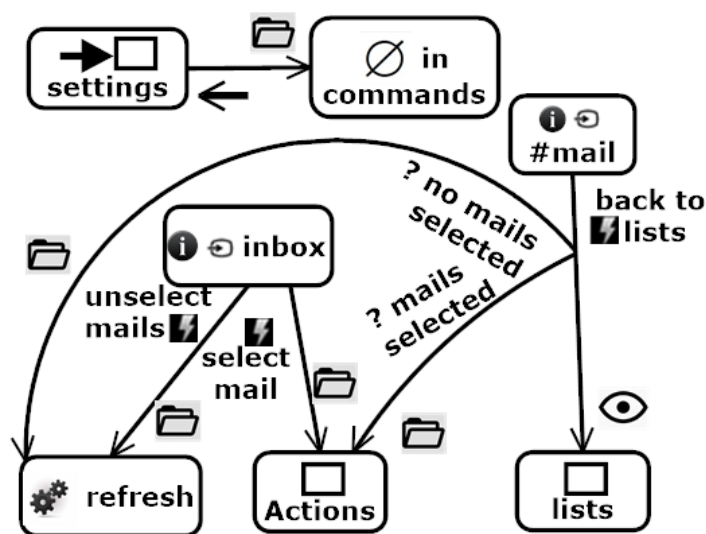 settings
∅ in
commands
#mail
? no mails
selected
back to
lists
inbox
unselect
mails
select
mail
? mails
selected
refresh
Actions
lists